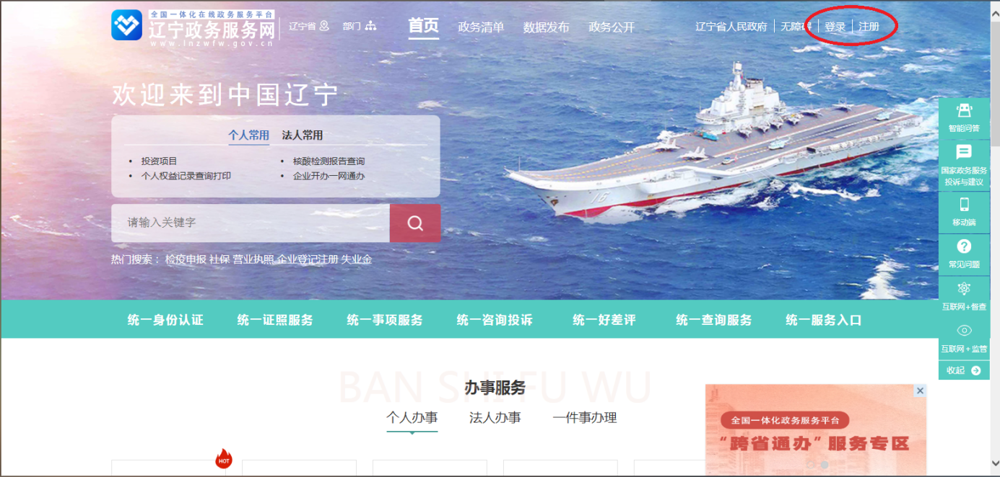 全国一体化在线政务服务平台
辽宁政务服务网
www.lnzwfw.gov.cn
辽宁省 部门 首页 政务清单 数据发布 政务公开 辽宁省人民政府 无障碍 登录 注册
欢迎来到中国辽宁
个人常用 法人常用
• 投资项目 • 核酸检测报告查询
• 个人权益记录查询打印 • 企业开办一网通办
请输入关键字
热门搜索： 检疫申报 社保 营业执照 企业登记注册 失业金
16
智能问答
国家政务服务
投诉与建议
移动端
常见问题
互联网+督查
互联网+监管
收起
统一身份认证 统一证照服务 统一事项服务 统一咨询投诉 统一好差评 统一查询服务 统一服务入口
BAN SHI FU WU
办事服务
个人办事 法人办事 一件事办理
HOT
全国一体化政务服务平台
“跨省通办”服务专区